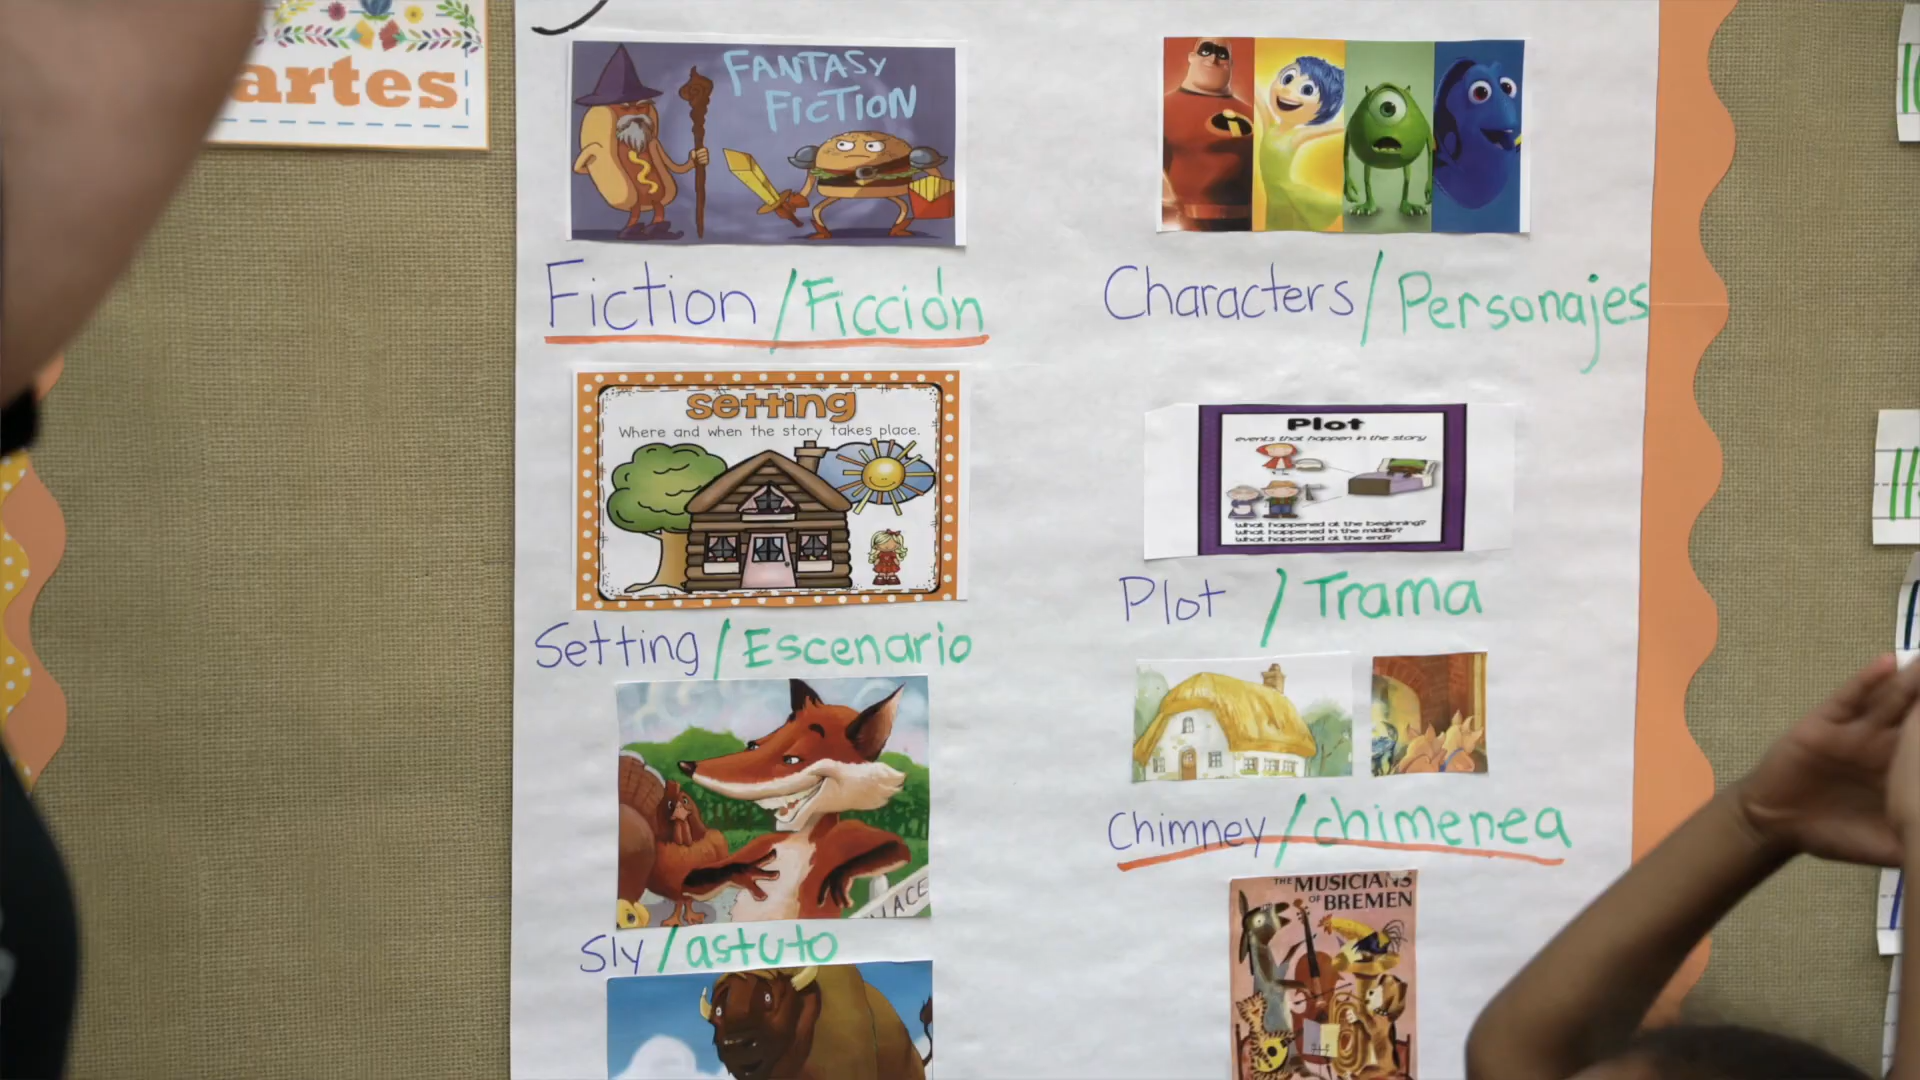 artes
FANTASY
FICTION
Fiction / Ficción
Characters / Personajes
Setting
Where and when the story takes place.
Setting / Escenario
Plot
events that happen in the story
What happened at the beginning?
What happened in the middle?
What happened at the end?
Plot / Trama
Chimney / chimenea
Sly / astuto
THE MUSICIANS
OF BREMEN